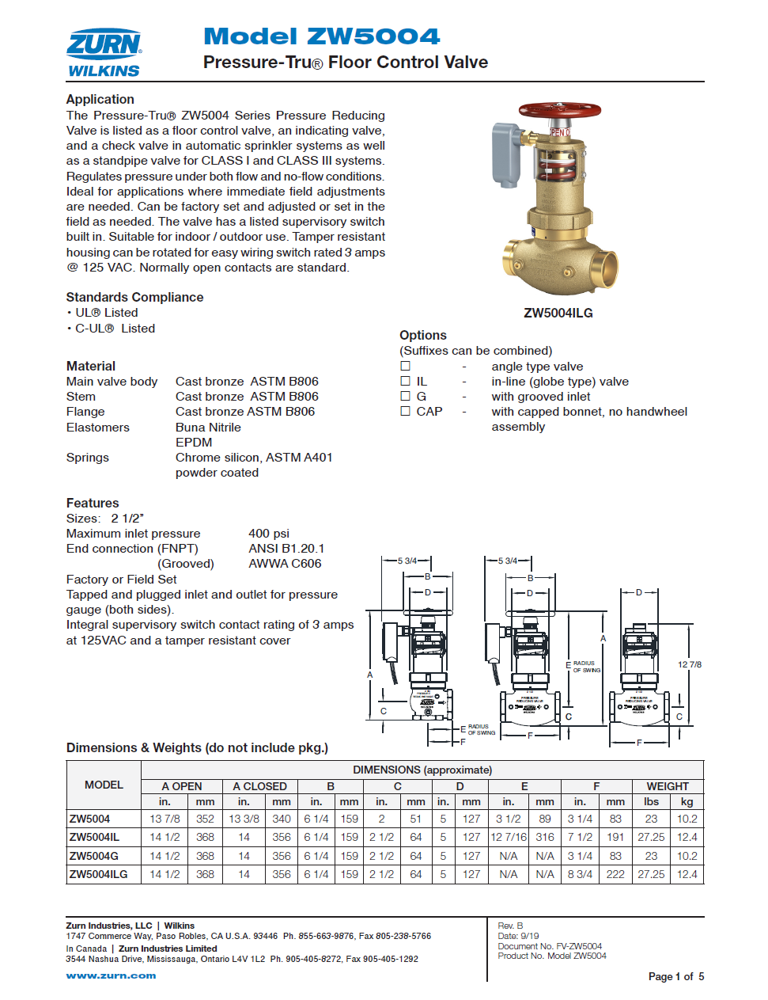 ZURN®
WILKINS
Model ZW5004
Pressure-Tru® Floor Control Valve
Application
The Pressure-Tru® ZW5004 Series Pressure Reducing
Valve is listed as a floor control valve, an indicating valve,
and a check valve in automatic sprinkler systems as well
as a standpipe valve for CLASS I and CLASS III systems.
Regulates pressure under both flow and no-flow conditions.
Ideal for applications where immediate field adjustments
are needed. Can be factory set and adjusted or set in the
field as needed. The valve has a listed supervisory switch
built in. Suitable for indoor / outdoor use. Tamper resistant
housing can be rotated for easy wiring switch rated 3 amps
@ 125 VAC. Normally open contacts are standard.
Standards Compliance
• UL® Listed
• C-UL® Listed
Material
Main valve body Cast bronze ASTM B806
Stem Cast bronze ASTM B806
Flange Cast bronze ASTM B806
Elastomers Buna Nitrile
EPDM
Springs Chrome silicon, ASTM A401
powder coated
Features
Sizes: 2 1/2"
Maximum inlet pressure 400 psi
End connection (FNPT) ANSI B1.20.1
(Grooved) AWWA C606
Factory or Field Set
Tapped and plugged inlet and outlet for pressure
gauge (both sides).
Integral supervisory switch contact rating of 3 amps
at 125VAC and a tamper resistant cover
OPEN
ZW5004ILG
Options
(Suffixes can be combined)
☐ - angle type valve
☐ IL - in-line (globe type) valve
☐ G - with grooved inlet
☐ CAP - with capped bonnet, no handwheel
assembly
5 3/4
B
D
A
C
E RADIUS
OF SWING
F
ZURN
5 3/4
B
D
A
E RADIUS
OF SWING
C
F
PRESSURE
REDUCING VALVE
ZURN
WILKINS
D
12 7/8
C
F
PRESSURE
REDUCING VALVE
ZURN
WILKINS
Dimensions & Weights (do not include pkg.)
MODEL DIMENSIONS (approximate)
A OPEN A CLOSED B C D E F WEIGHT
in. mm in. mm in. mm in. mm in. mm in. mm in. mm lbs kg
ZW5004 13 7/8 352 13 3/8 340 6 1/4 159 2 51 5 127 3 1/2 89 3 1/4 83 23 10.2
ZW5004IL 14 1/2 368 14 356 6 1/4 159 2 1/2 64 5 127 12 7/16 316 7 1/2 191 27.25 12.4
ZW5004G 14 1/2 368 14 356 6 1/4 159 2 1/2 64 5 127 N/A N/A 3 1/4 83 23 10.2
ZW5004ILG 14 1/2 368 14 356 6 1/4 159 2 1/2 64 5 127 N/A N/A 8 3/4 222 27.25 12.4
Zurn Industries, LLC | Wilkins
1747 Commerce Way, Paso Robles, CA U.S.A. 93446 Ph. 855-663-9876, Fax 805-238-5766
In Canada | Zurn Industries Limited
3544 Nashua Drive, Mississauga, Ontario L4V 1L2 Ph. 905-405-8272, Fax 905-405-1292
www.zurn.com
Rev. B
Date: 9/19
Document No. FV-ZW5004
Product No. Model ZW5004
Page 1 of 5